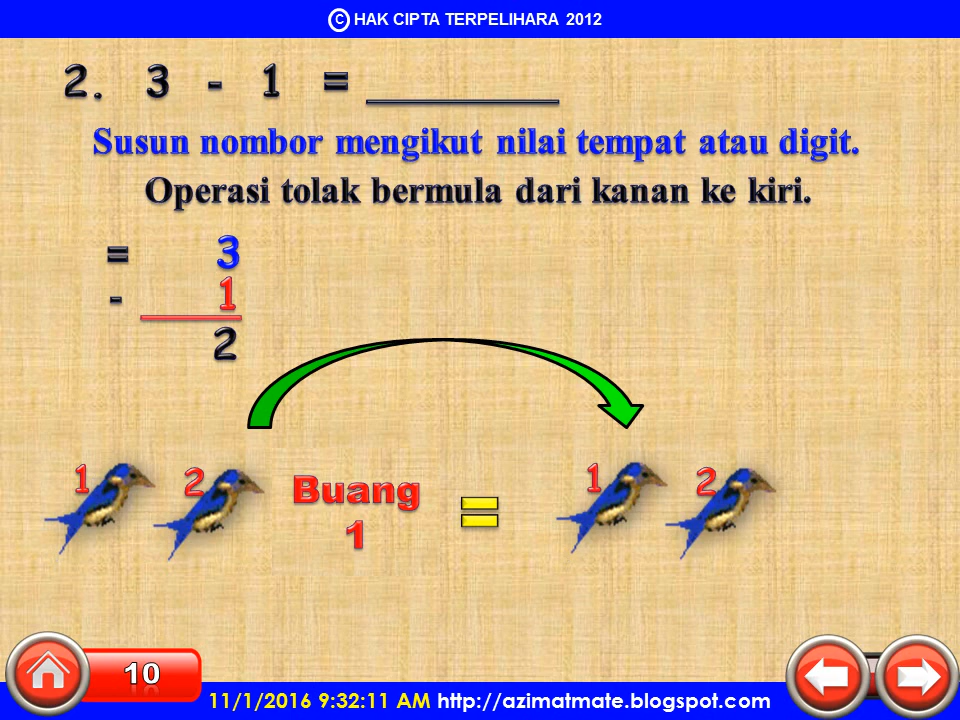 © HAK CIPTA TERPELIHARA 2012
2. 3 - 1 = ________
Susun nombor mengikut nilai tempat atau digit.
Operasi tolak bermula dari kanan ke kiri.
= 3
- 1
2
1 2 Buang 1 2
1
=
10
11/1/2016 9:32:11 AM http://azimatmate.blogspot.com